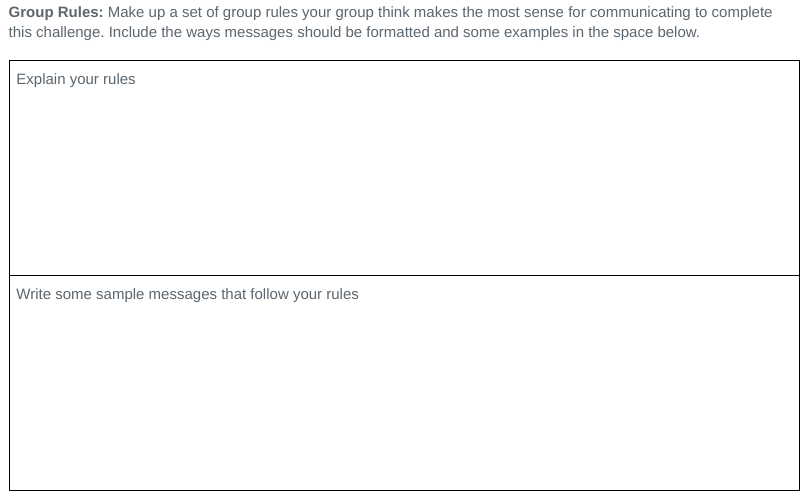 Group Rules: Make up a set of group rules your group think makes the most sense for communicating to complete
this challenge. Include the ways messages should be formatted and some examples in the space below.
Explain your rules
Write some sample messages that follow your rules